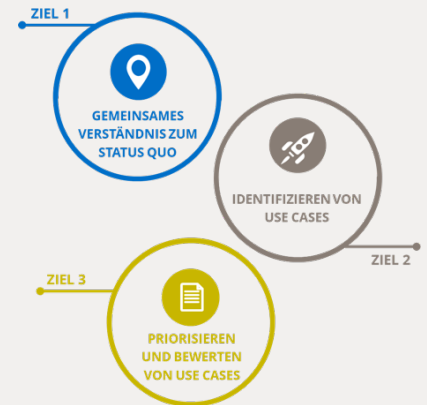 ZIEL 1
GEMEINSAMES
VERSTÄNDNIS ZUM
STATUS QUO
IDENTIFIZIEREN VON
USE CASES
ZIEL 2
ZIEL 3
PRIORISIEREN
UND BEWERTEN
VON USE CASES